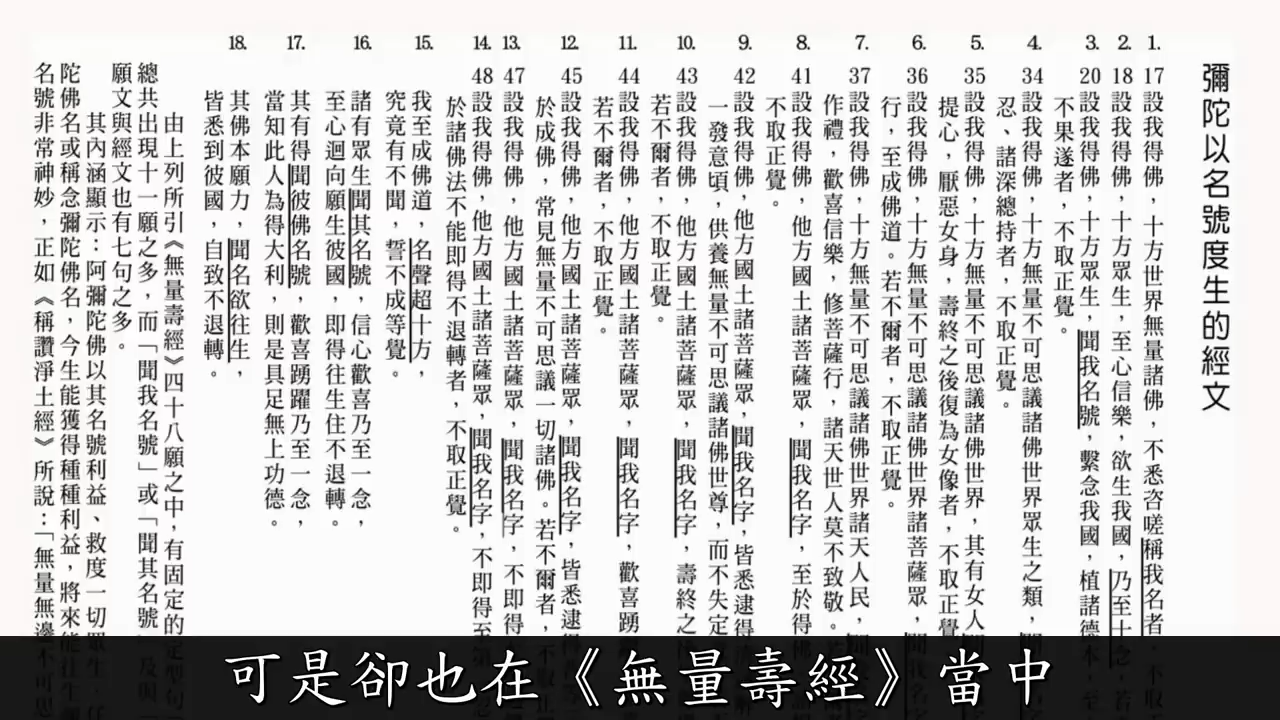 彌陀以名號度生的經文
1.
17設我得佛，十方世界無量諸佛，不悉咨嗟稱我名者，不取
2.
18設我得佛，十方眾生，至心信樂，欲生我國，乃至十念，若
3.
20設我得佛，十方眾生，聞我名號，繫念我國，植諸德本，至
不果遂者，不取正覺。
4.
34設我得佛，十方無量不可思議諸佛世界眾生之類，
忍、諸深總持者，不取正覺。
5.
35設我得佛，十方無量不可思議諸佛世界，其有女人
提心，厭惡女身，壽終之後復為女像者，不取正覺
6.
36設我得佛，十方無量不可思議諸佛世界諸菩薩眾，
行，至成佛道。若不爾者，不取正覺。
7.
37設我得佛，十方無量不可思議諸佛世界諸天人民，
作禮，歡喜信樂，修菩薩行，諸天世人莫不致敬。
8.
41設我得佛，他方國土諸菩薩眾，聞我名字，至於得佛
不取正覺。
9.
42設我得佛，他方國土諸菩薩眾，聞我名字，皆悉逮得
一發意頃，供養無量不可思議諸佛世尊，而不失定
10.
43設我得佛，他方國土諸菩薩眾，聞我名字，壽終之
若不爾者，不取正覺。
11.
44設我得佛，他方國土諸菩薩眾，聞我名字，歡喜踴
若不爾者，不取正覺。
12.
45設我得佛，他方國土諸菩薩眾，聞我名字，皆悉逮得
於成佛，常見無量不可思議一切諸佛。若不爾者，
13.
47設我得佛，他方國土諸菩薩眾，聞我名字，不即得
14.
48設我得佛，他方國土諸菩薩眾，聞我名字，不即得至
於諸佛法不能即得不退轉者，不取正覺。
15.
我至成佛道，名聲超十方，
究竟有不聞，誓不成等覺。
16.
諸有眾生聞其名號，信心歡喜乃至一念，
至心迴向願生彼國，即得往生住不退轉。
17.
其有得聞彼佛名號，歡喜踴躍乃至一念，
當知此人為得大利，則是具足無上功德。
18.
其佛本願力，聞名欲往生，
皆悉到彼國，自致不退轉。
由上列所引《無量壽經》四十八願之中，有固定的定型句
總共出現十一願之多，而「聞我名號」或「聞其名號」及與
願文與經文也有七句之多。
其內涵顯示：阿彌陀佛以其名號利益、救度一切眾生，
陀佛名或稱念彌陀佛名，今生能獲得種種利益，將來能往生
名號非常神妙，正如《稱讚淨土經》所說：「無量無邊不可思
可是卻也在《無量壽經》當中